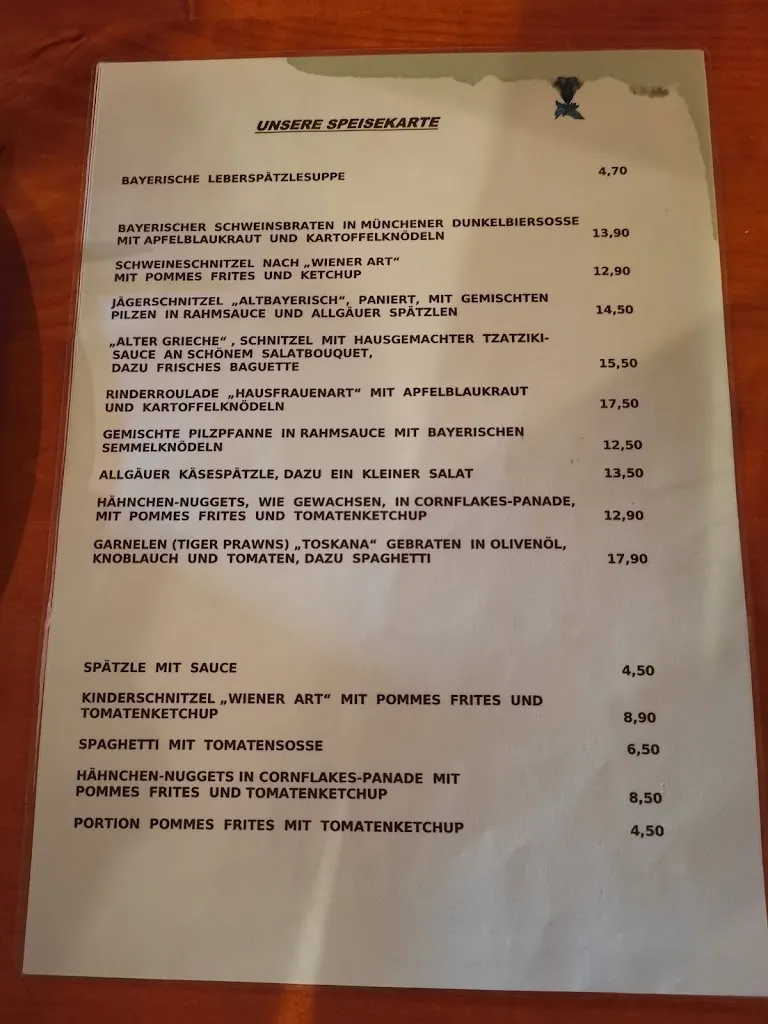 UNSERE SPEISEKARTE
BAYERISCHE LEBERSPÄTZLESUPPE 4,70
BAYERISCHER SCHWEINSBRATEN IN MÜNCHENER DUNKELBIERSOSSE
MIT APFELBLAUKRAUT UND KARTOFFELKNÖDELN 13,90
SCHWEINESCHNITZEL NACH „WIENER ART“
MIT POMMES FRITES UND KETCHUP 12,90
JÄGERSCHNITZEL „ALTBAYERISCH“, PANIERT, MIT GEMISCHTEN
PILZEN IN RAHMSAUCE UND ALLGÄUER SPÄTZLEN 14,50
„ALTER GRIECHE“ , SCHNITZEL MIT HAUSGEMACHTER TZATZIKI-
SAUCE AN SCHÖNEM SALATBOUQUET,
DAZU FRISCHES BAGUETTE 15,50
RINDERROULADE „HAUSFRAUENART“ MIT APFELBLAUKRAUT
UND KARTOFFELKNÖDELN 17,50
GEMISCHTE PILZPFANNE IN RAHMSAUCE MIT BAYERISCHEN
SEMMELKNÖDELN 12,50
ALLGÄUER KÄSESPÄTZLE, DAZU EIN KLEINER SALAT 13,50
HÄHNCHEN-NUGGETS, WIE GEWACHSEN, IN CORNFLAKES-PANADE,
MIT POMMES FRITES UND TOMATENKETCHUP 12,90
GARNELEN (TIGER PRAWNS) „TOSKANA“ GEBRATEN IN OLIVENÖL,
KNOBLAUCH UND TOMATEN, DAZU SPAGHETTI 17,90
SPÄTZLE MIT SAUCE 4,50
KINDERSCHNITZEL „WIENER ART“ MIT POMMES FRITES UND
TOMATENKETCHUP 8,90
SPAGHETTI MIT TOMATENSOSSE 6,50
HÄHNCHEN-NUGGETS IN CORNFLAKES-PANADE MIT
POMMES FRITES UND TOMATENKETCHUP 8,50
PORTION POMMES FRITES MIT TOMATENKETCHUP 4,50